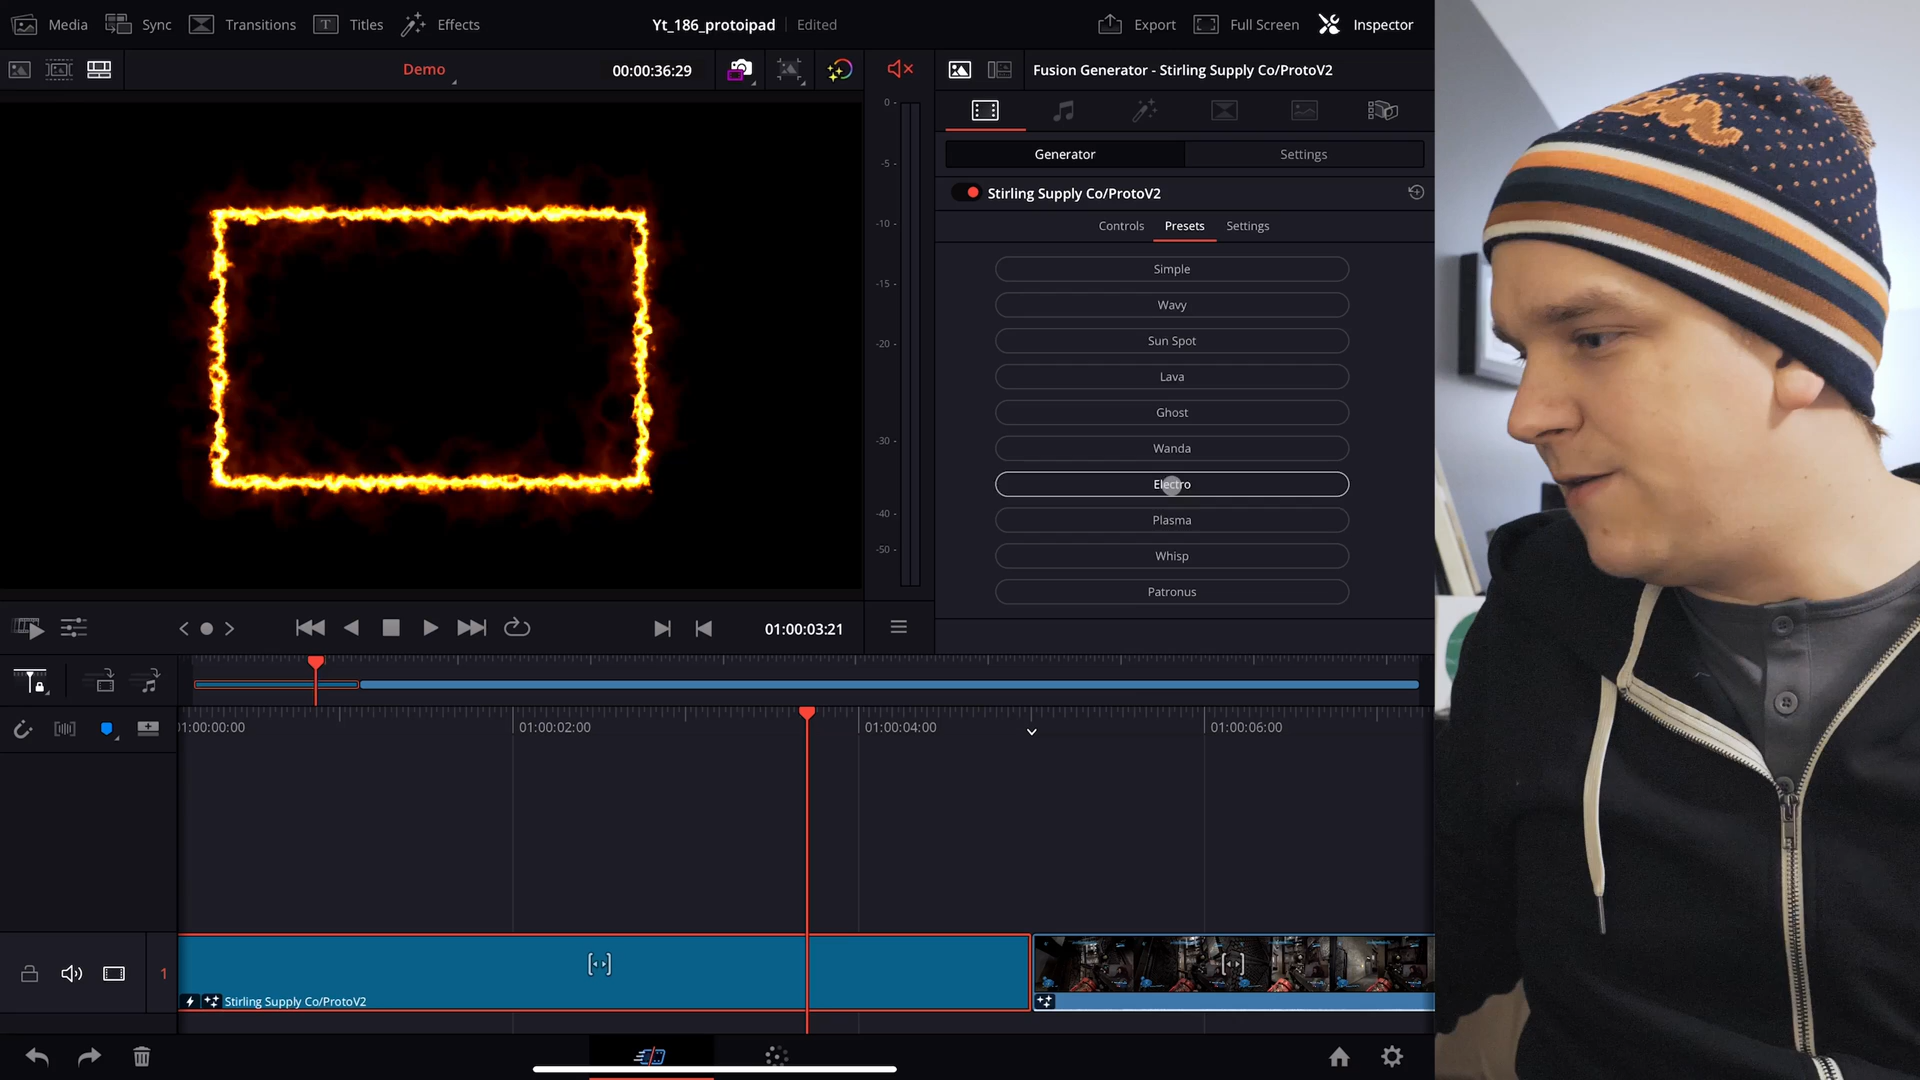 Media
Sync
Transitions
Titles
Effects
Yt_186_protoipad
Edited
Export
Full Screen
Inspector
Demo
00:00:36:29
Fusion Generator - Stirling Supply Co/ProtoV2
0
-5
-10
-15
-20
-30
-40
-50
Generator
Settings
Stirling Supply Co/ProtoV2
Controls
Presets
Settings
Simple
Wavy
Sun Spot
Lava
Ghost
Wanda
Electro
Plasma
Whisp
Patronus
01:00:03:21
01:00:00:00
01:00:02:00
01:00:04:00
01:00:06:00
1
Stirling Supply Co/ProtoV2